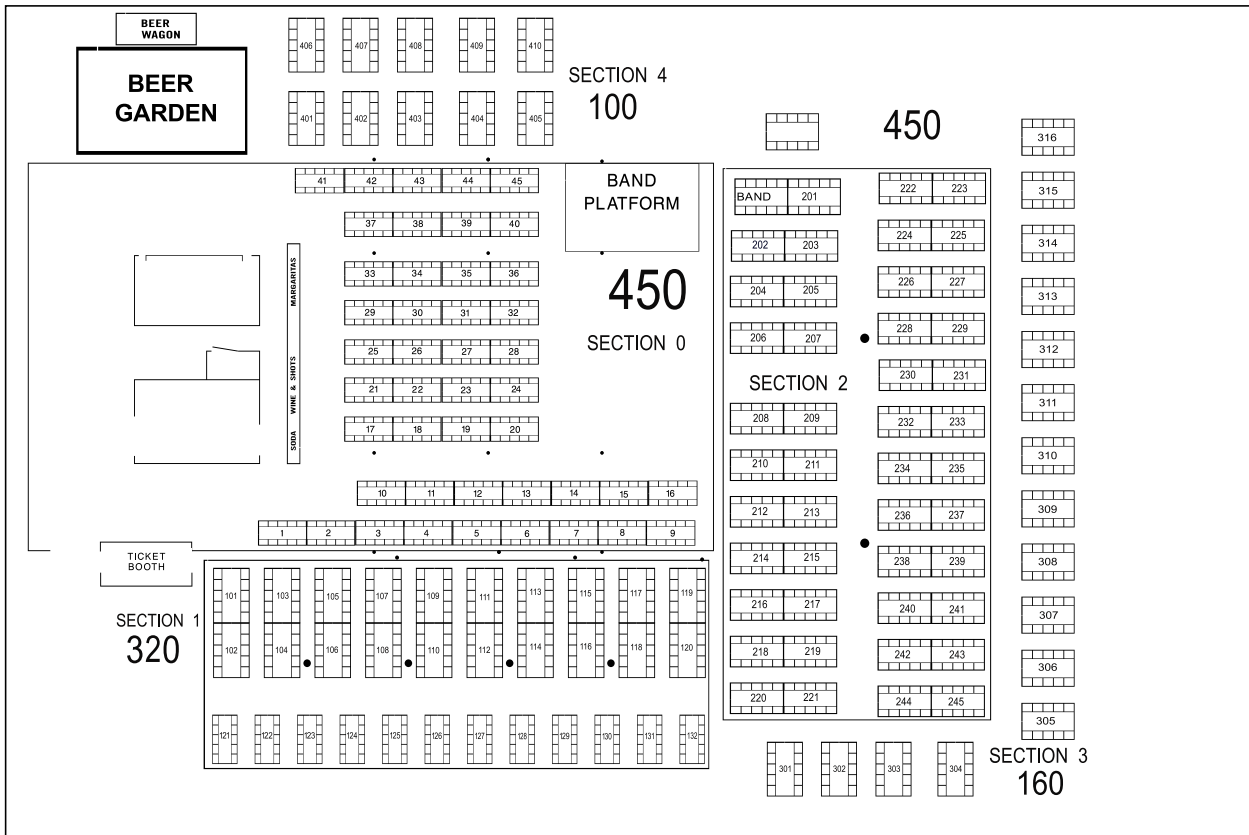 BEER
WAGON
BEER
GARDEN
406 407 408 409 410
SECTION 4
100
401 402 403 404 405
450
316
41 42 43 44 45
BAND
PLATFORM
BAND 201
222 223
315
37 38 39 40
202 203
224 225
314
MARGARITAS
WINE & SHOTS
SODA
33 34 35 36
450
204 205
226 227
313
29 30 31 32
SECTION 0
206 207
228 229
312
25 26 27 28
SECTION 2
230 231
21 22 23 24
208 209
232 233
311
17 18 19 20
210 211
234 235
310
10 11 12 13 14 15 16
212 213
236 237
309
1 2 3 4 5 6 7 8 9
214 215
238 239
308
TICKET
BOOTH
101 103 105 107 109 111 113 115 117 119
216 217
240 241
307
SECTION 1
320
102 104 106 108 110 112 114 116 118 120
218 219
242 243
306
220 221
244 245
305
121 122 123 124 125 126 127 128 129 130 131 132
301 302 303 304
SECTION 3
160